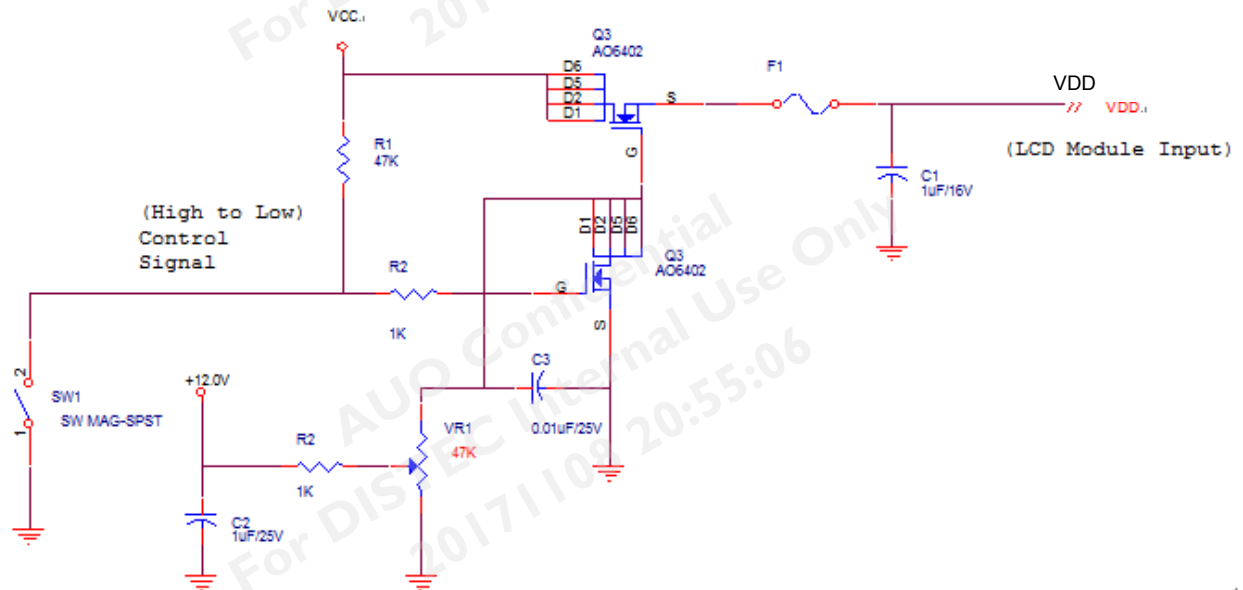 For
201
VCC.
Q3
AO6402
D6
D5
D2
D1
S
G
F1
VDD
VDD.
(LCD Module Input)
R1
47K
C1
1uF/16V
(High to Low)
Control
Signal
D1
D2
D5
D6
Q3
AO6402
R2
1K
G
S
2
1
SW1
SW MAG-SPST
+12.0V
C3
0.01uF/25V
VR1
47K
R2
1K
C2
1uF/25V
AUO Confidential
For DISTEC Internal Use Only
20171108 20:55:06